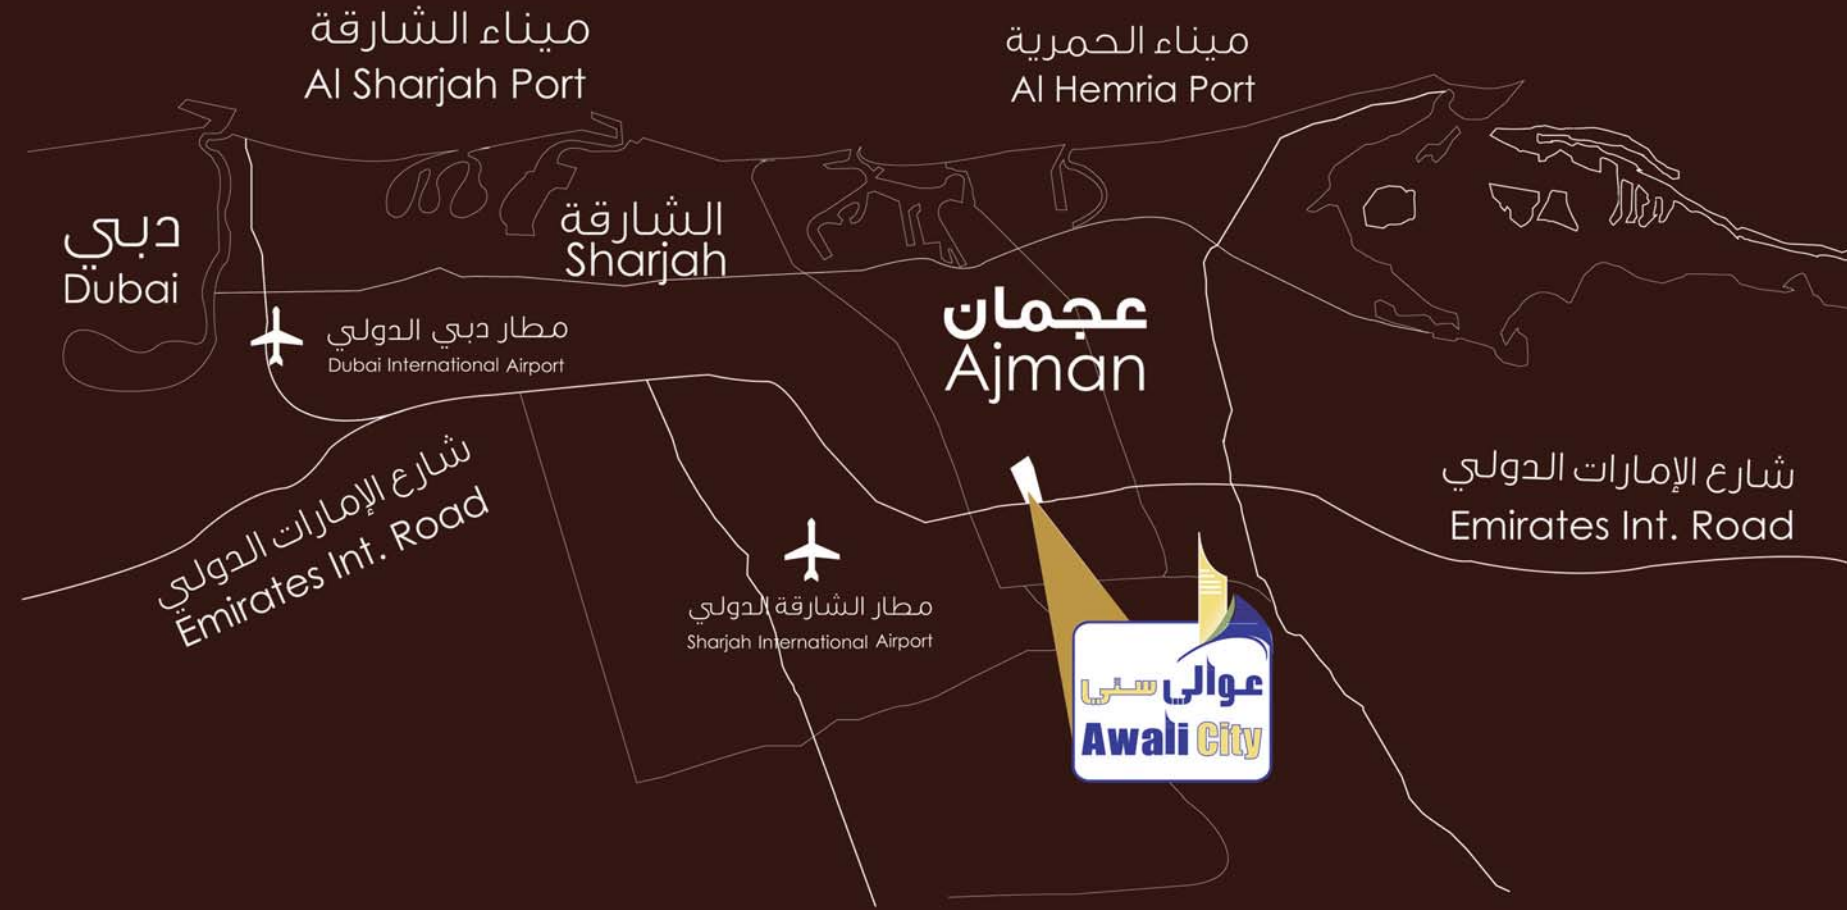 ميناء الشارقة
Al Sharjah Port
ميناء الحمرية
Al Hemria Port
دبي
Dubai
الشارقة
Sharjah
مطار دبي الدولي
Dubai International Airport
عجمان
Ajman
شارع الإمارات الدولي
Emirates Int. Road
شارع الإمارات الدولي
Emirates Int. Road
مطار الشارقة الدولي
Sharjah International Airport
عوالي ستي
Awali City